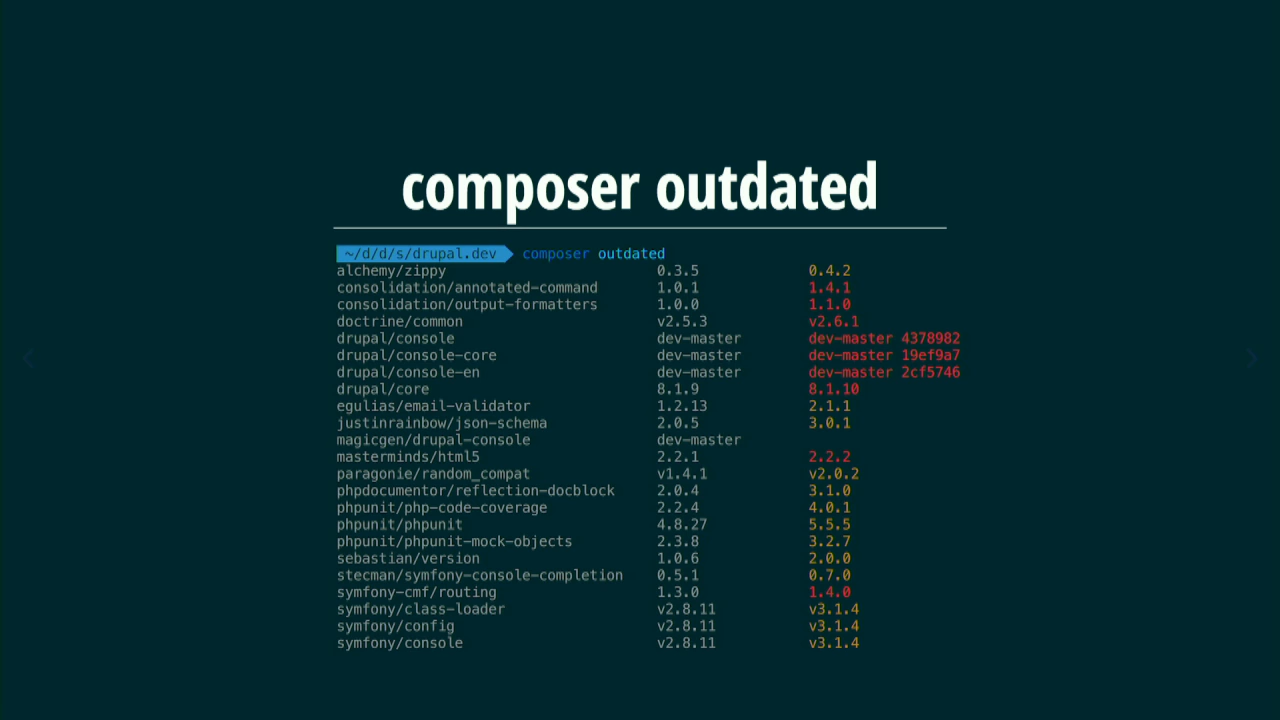 composer outdated
~/d/d/s/drupal.dev composer outdated
alchemy/zippy 0.3.5 0.4.2
consolidation/annotated-command 1.0.1 1.4.1
consolidation/output-formatters 1.0.0 1.1.0
doctrine/common v2.5.3 v2.6.1
drupal/console dev-master dev-master 4378982
drupal/console-core dev-master dev-master 19ef9a7
drupal/console-en dev-master dev-master 2cf5746
drupal/core 8.1.9 8.1.10
egulias/email-validator 1.2.13 2.1.1
justinrainbow/json-schema 2.0.5 3.0.1
magicgen/drupal-console dev-master
masterminds/html5 2.2.1 2.2.2
paragonie/random_compat v1.4.1 v2.0.2
phpdocumentor/reflection-docblock 2.0.4 3.1.0
phpunit/php-code-coverage 2.2.4 4.0.1
phpunit/phpunit 4.8.27 5.5.5
phpunit/phpunit-mock-objects 2.3.8 3.2.7
sebastian/version 1.0.6 2.0.0
stecman/symfony-console-completion 0.5.1 0.7.0
symfony-cmf/routing 1.3.0 1.4.0
symfony/class-loader v2.8.11 v3.1.4
symfony/config v2.8.11 v3.1.4
symfony/console v2.8.11 v3.1.4